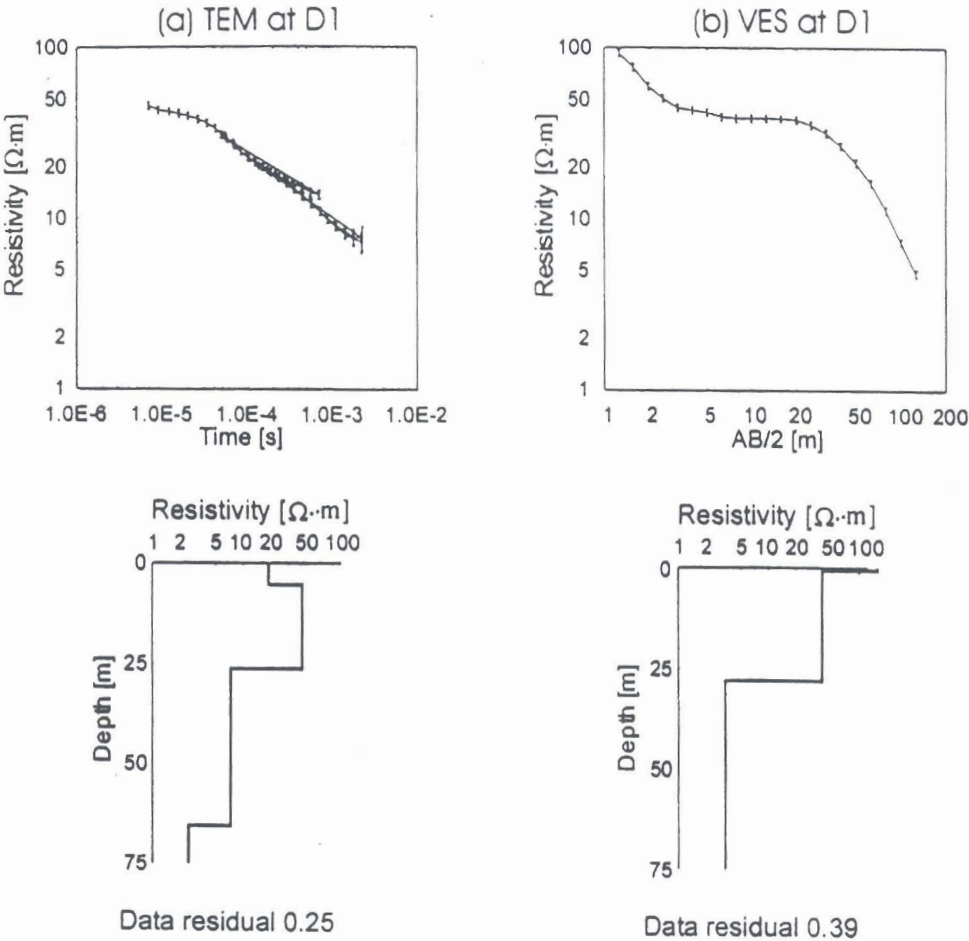 (a) TEM at D1
100
50
20
10
5
2
1
Resistivity [Ω·m]
1.0E-6 1.0E-5 1.0E-4 1.0E-3 1.0E-2
Time [s]
(b) VES at D1
100
50
20
10
5
2
1
Resistivity [Ω·m]
1 2 5 10 20 50 100 200
AB/2 [m]
Resistivity [Ω··m]
1 2 5 10 20 50 100
0
25
50
75
Depth [m]
Data residual 0.25
Resistivity [Ω··m]
1 2 5 10 20 50 100
0
25
50
75
Depth [m]
Data residual 0.39